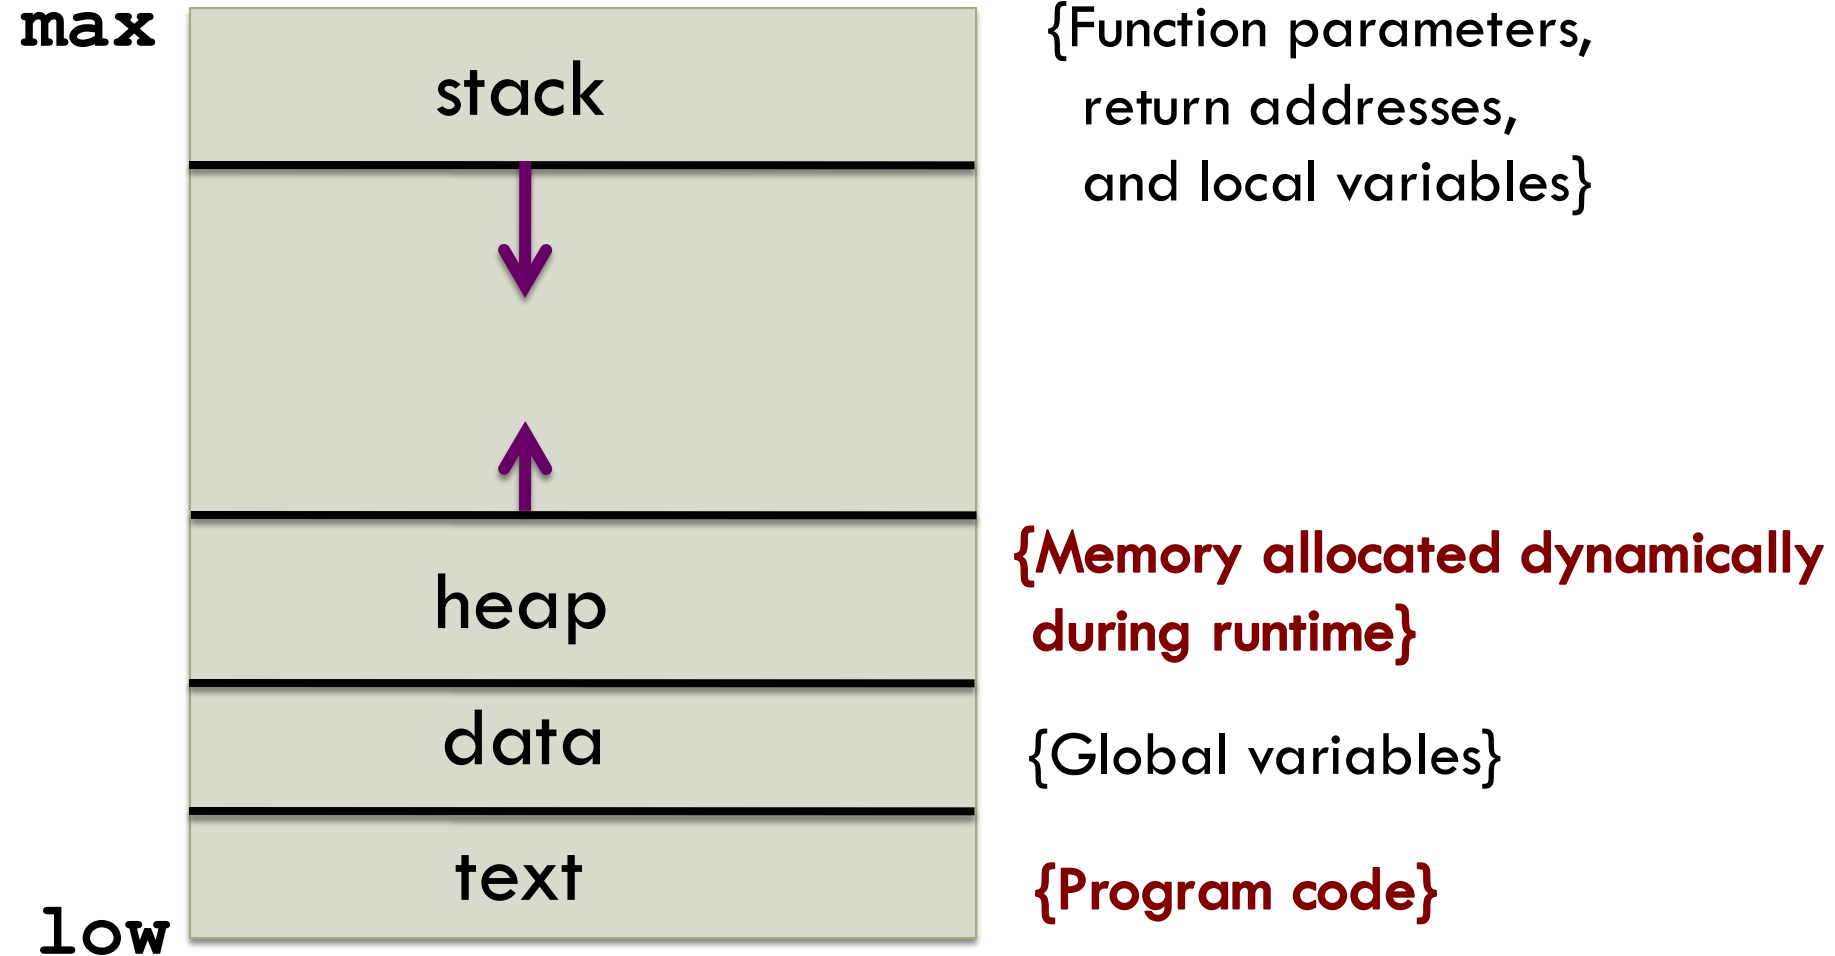 max
stack
{Function parameters,
return addresses,
and local variables}
heap
{Memory allocated dynamically
during runtime}
data
{Global variables}
text
{Program code}
low